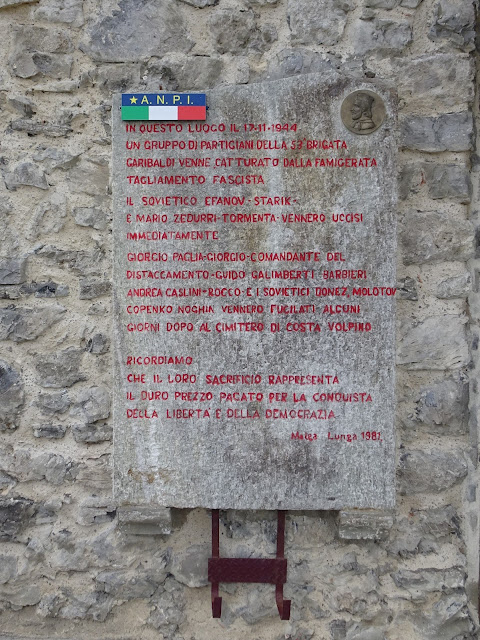 ★ A.N.P.I.
IN QUESTO LUOGO IL 17-11-1944
UN GRUPPO DI PARTIGIANI DELLA 53ª BRIGATA
GARIBALDI VENNE CATTURATO DALLA FAMIGERATA
TAGLIAMENTO FASCISTA
IL SOVIETICO EFANOV-STARIK-
E MARIO ZEDURRI-TORMENTA-VENNERO UCCISI
IMMEDIATAMENTE
GIORGIO PAGLIA-GIORGIO-COMANDANTE DEL
DISTACCAMENTO-GUIDO GALIMBERTI BARBIERI
ANDREA CASLINI-ROCCO-E I SOVIETICI DONEZ, MOLOTOV
COPENKO NOGHIN VENNERO FUCILATI ALCUNI
GIORNI DOPO AL CIMITERO DI COSTA VOLPINO
RICORDIAMO
CHE IL LORO SACRIFICIO RAPPRESENTA
IL DURO PREZZO PAGATO PER LA CONQUISTA
DELLA LIBERTÀ E DELLA DEMOCRAZIA
Malga Lunga 1981